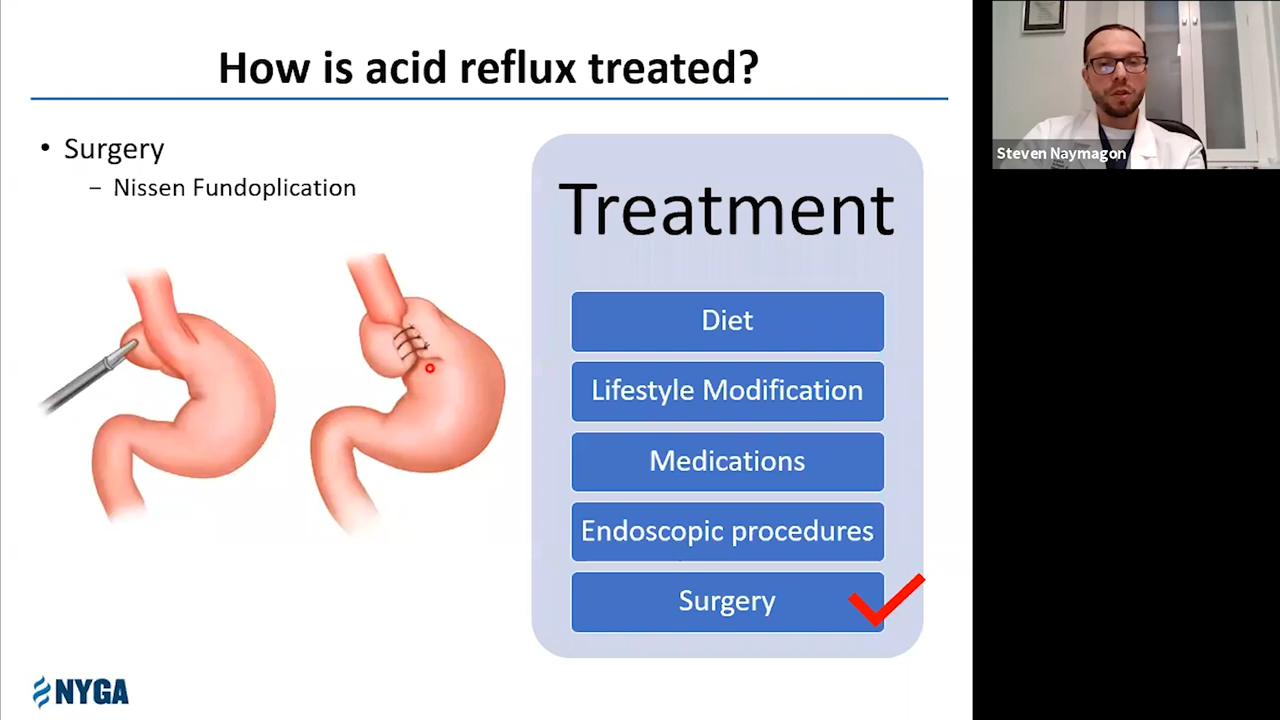 How is acid reflux treated?
• Surgery
– Nissen Fundoplication
Treatment
Diet
Lifestyle Modification
Medications
Endoscopic procedures
Surgery
NYGA
Steven Naymagon